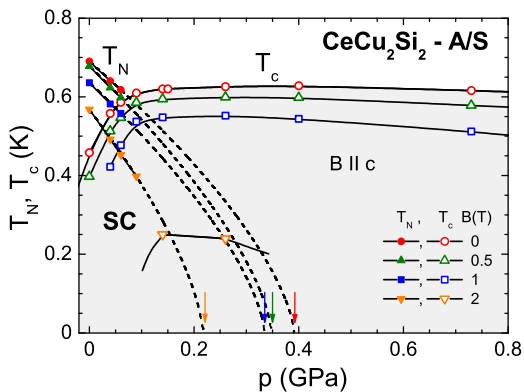 CeCu2Si2 - A/S
TN
Tc
0.8
0.6
0.4
0.2
0
TN, Tc (K)
B II c
SC
TN, Tc B(T)
, 0
, 0.5
, 1
, 2
0.0 0.2 0.4 0.6 0.8
p (GPa)